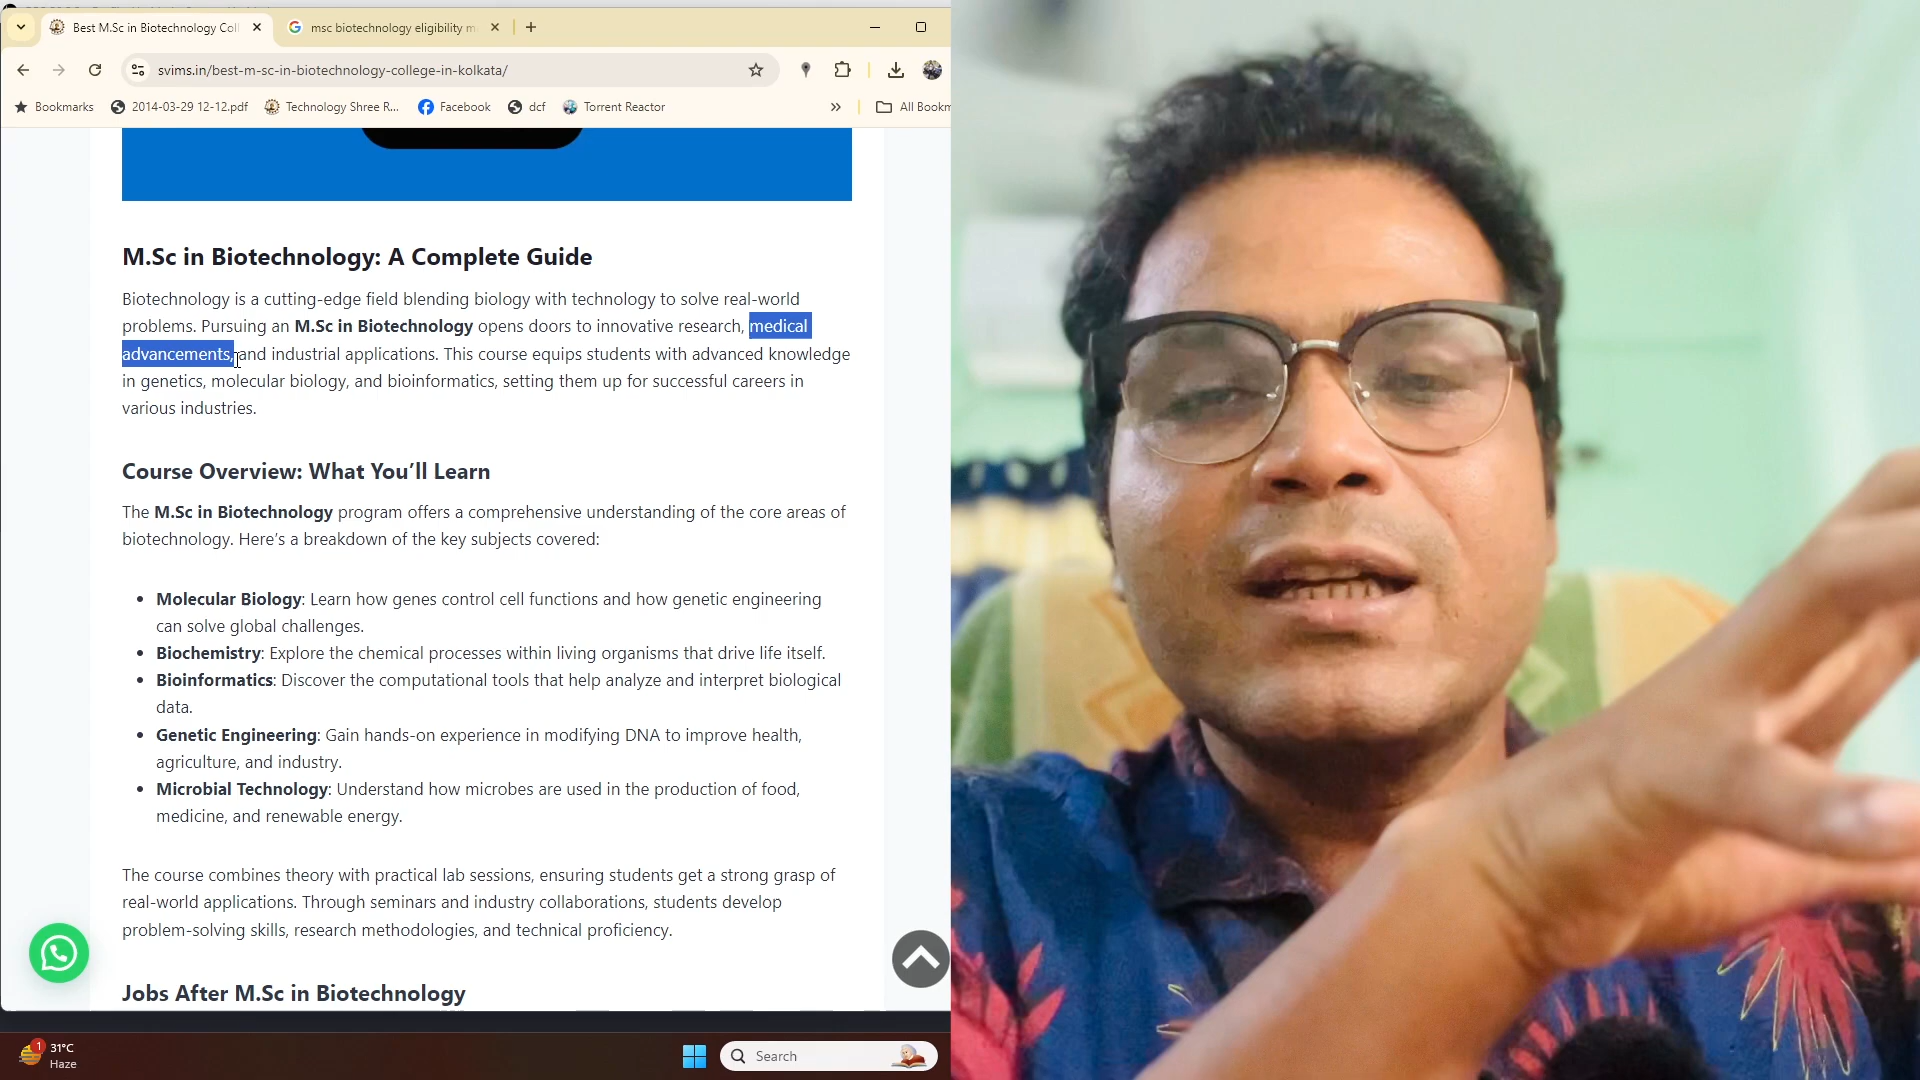 Best M.Sc in Biotechnology Coll
msc biotechnology eligibility m
svims.in/best-m-sc-in-biotechnology-college-in-kolkata/
Bookmarks 2014-03-29 12-12.pdf Technology Shree R... Facebook dcf Torrent Reactor » All Bookm
M.Sc in Biotechnology: A Complete Guide
Biotechnology is a cutting-edge field blending biology with technology to solve real-world
problems. Pursuing an M.Sc in Biotechnology opens doors to innovative research, medical
advancements, and industrial applications. This course equips students with advanced knowledge
in genetics, molecular biology, and bioinformatics, setting them up for successful careers in
various industries.
Course Overview: What You’ll Learn
The M.Sc in Biotechnology program offers a comprehensive understanding of the core areas of
biotechnology. Here’s a breakdown of the key subjects covered:
• Molecular Biology: Learn how genes control cell functions and how genetic engineering
can solve global challenges.
• Biochemistry: Explore the chemical processes within living organisms that drive life itself.
• Bioinformatics: Discover the computational tools that help analyze and interpret biological
data.
• Genetic Engineering: Gain hands-on experience in modifying DNA to improve health,
agriculture, and industry.
• Microbial Technology: Understand how microbes are used in the production of food,
medicine, and renewable energy.
The course combines theory with practical lab sessions, ensuring students get a strong grasp of
real-world applications. Through seminars and industry collaborations, students develop
problem-solving skills, research methodologies, and technical proficiency.
Jobs After M.Sc in Biotechnology
1
31°C
Haze
Search